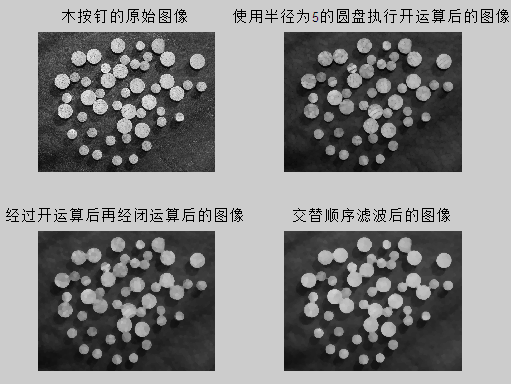 木按钉的原始图像
使用半径为5的圆盘执行开运算后的图像
经过开运算后再经闭运算后的图像
交替顺序滤波后的图像